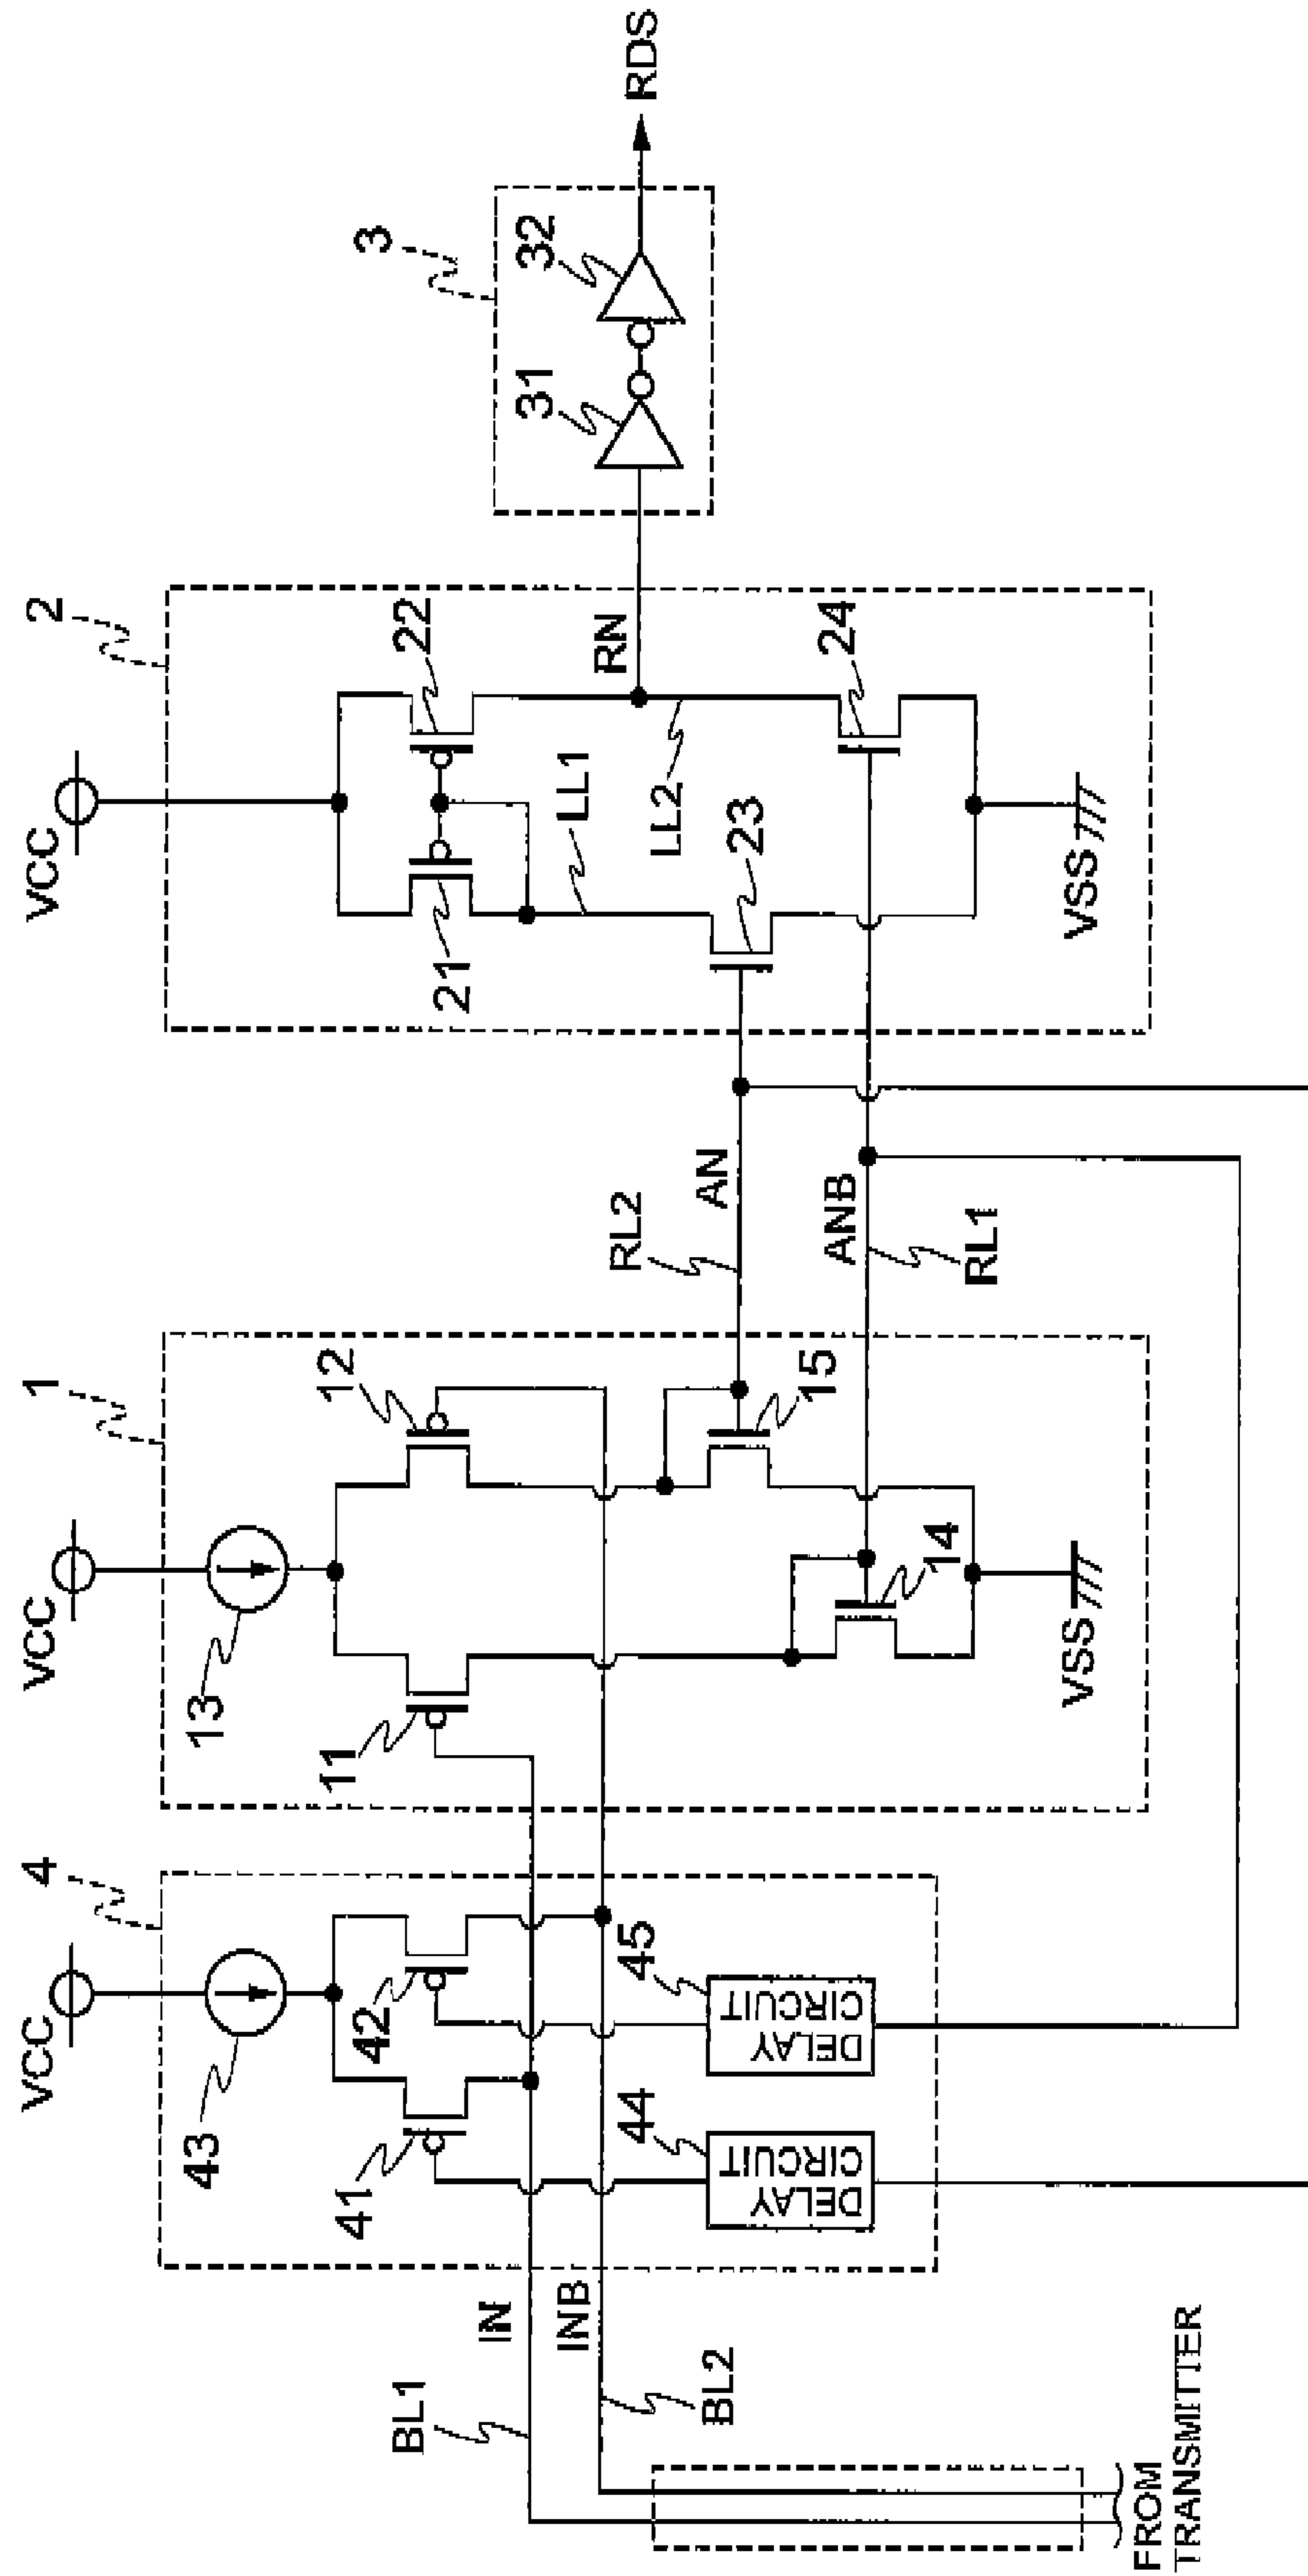 VCC
4
43
41
42
IN
INB
BL1
BL2
44
45
DELAY
CIRCUIT
DELAY
CIRCUIT
FROM
TRANSMITTER
VCC
1
13
11
12
14
15
VSS
RL2
AN
ANB
RL1
VCC
2
21
22
LL1
RN
LL2
23
24
VSS
3
31
32
RDS